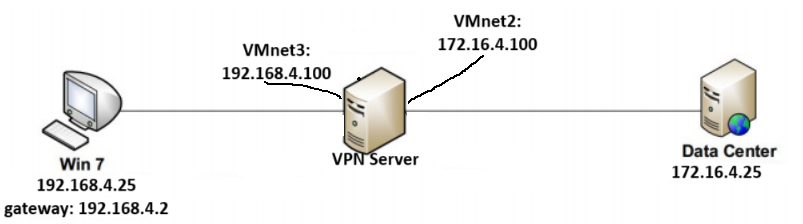 VMnet3:
192.168.4.100
VMnet2:
172.16.4.100
Win 7
192.168.4.25
gateway: 192.168.4.2
VPN Server
Data Center
172.16.4.25